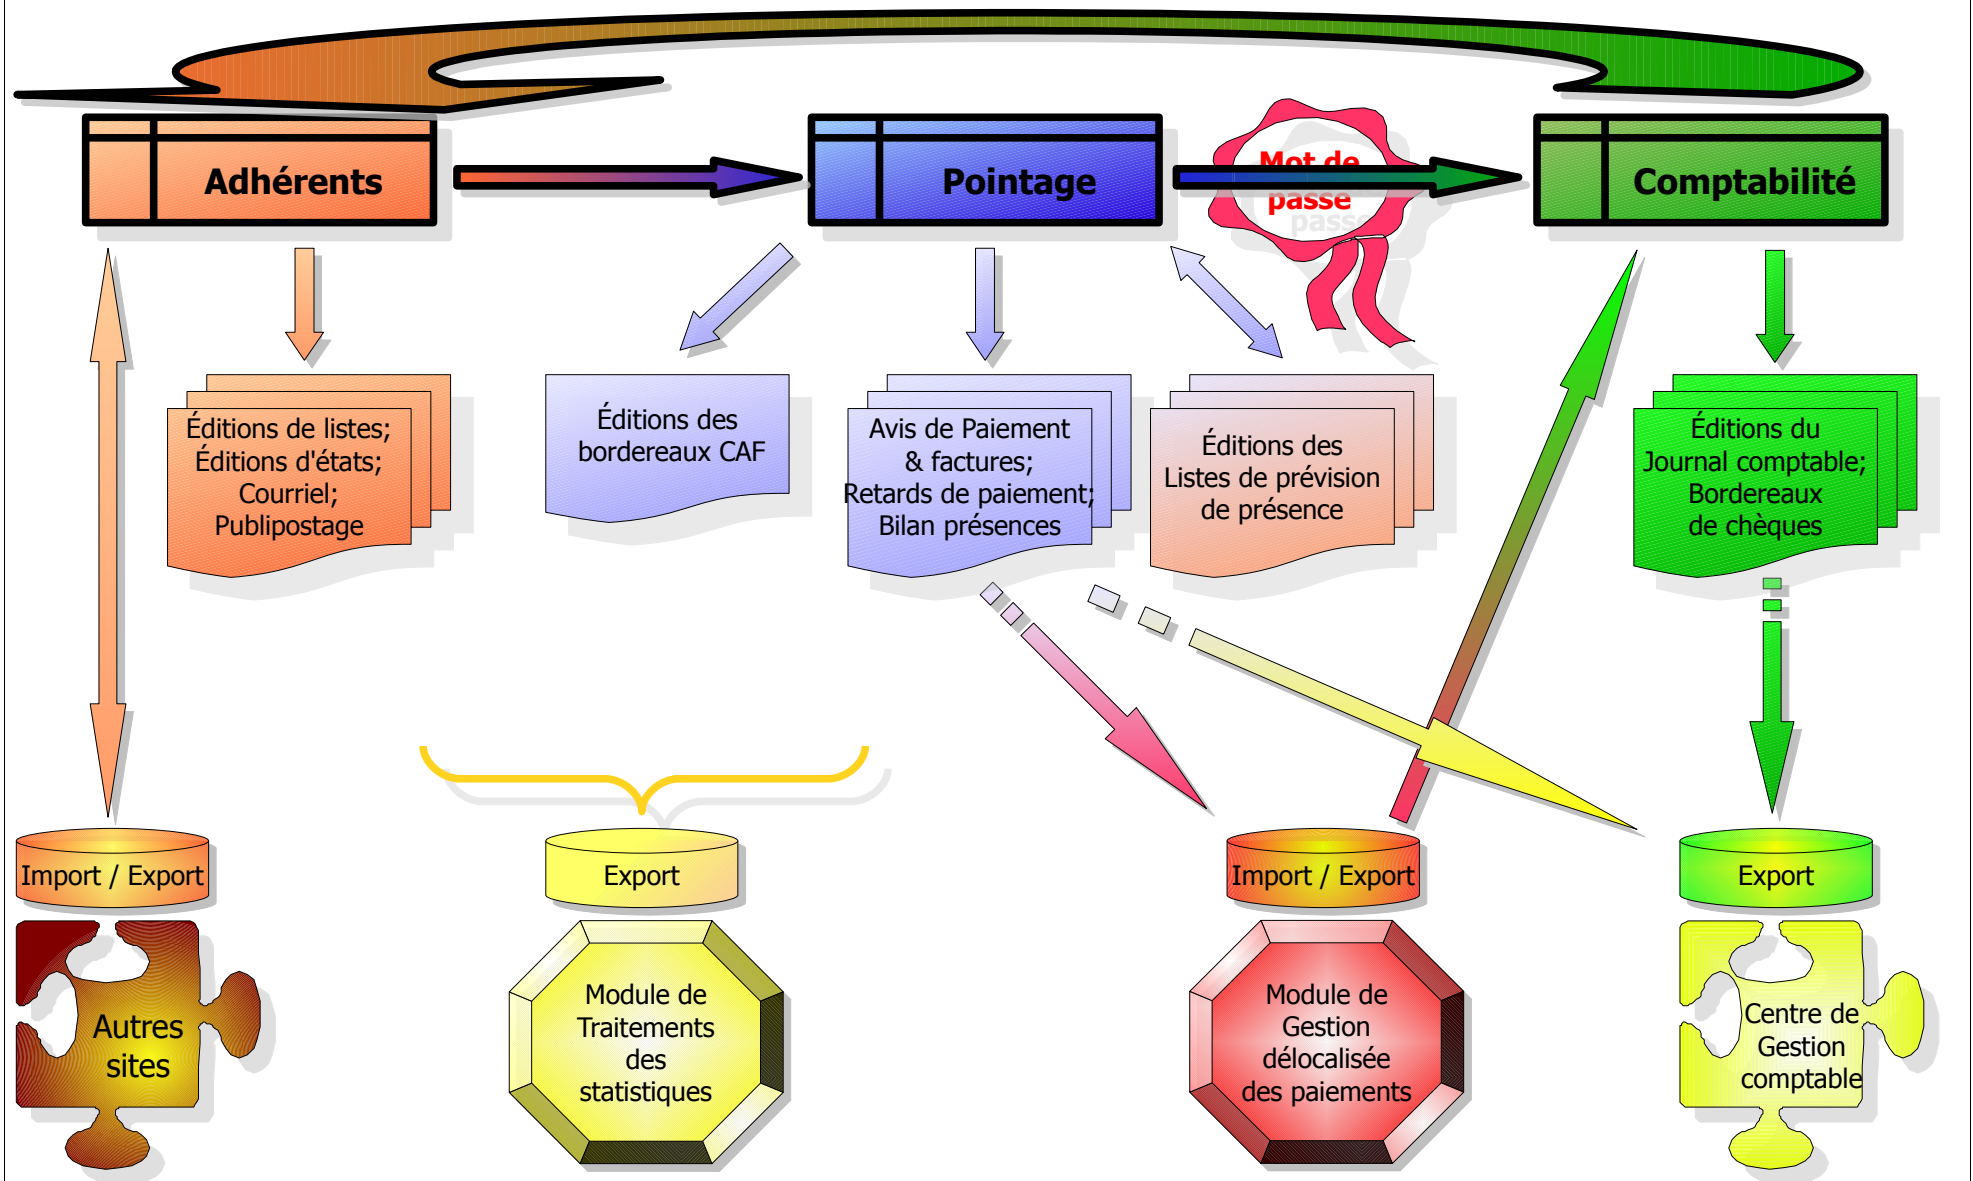 Adhérents
Pointage
Mot de
passe
Comptabilité
Éditions de listes;
Éditions d'états;
Courriel;
Publipostage
Éditions des
bordereaux CAF
Avis de Paiement
& factures;
Retards de paiement;
Bilan présences
Éditions des
Listes de prévision
de présence
Éditions du
Journal comptable;
Bordereaux
de chèques
Import / Export
Export
Import / Export
Export
Autres
sites
Module de
Traitements
des
statistiques
Module de
Gestion
délocalisée
des paiements
Centre de
Gestion
comptable